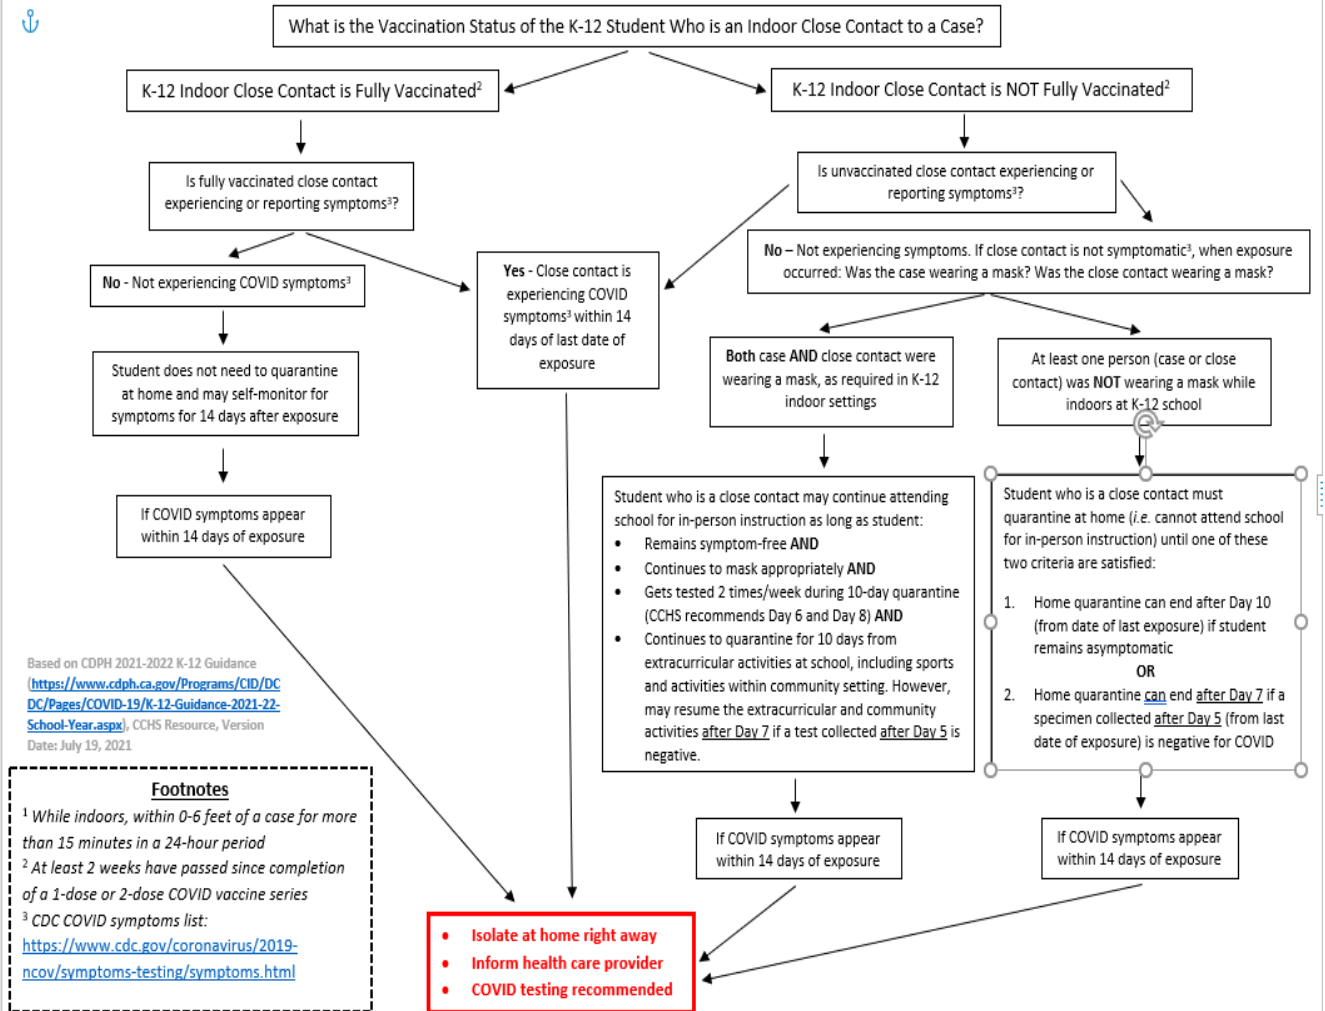 What is the Vaccination Status of the K-12 Student Who is an Indoor Close Contact to a Case?
K-12 Indoor Close Contact is Fully Vaccinated²
K-12 Indoor Close Contact is NOT Fully Vaccinated²
Is fully vaccinated close contact
experiencing or reporting symptoms³?
Is unvaccinated close contact experiencing or
reporting symptoms³?
No - Not experiencing COVID symptoms³
Yes - Close contact is
experiencing COVID
symptoms³ within 14
days of last date of
exposure
No – Not experiencing symptoms. If close contact is not symptomatic³, when exposure
occurred: Was the case wearing a mask? Was the close contact wearing a mask?
Student does not need to quarantine
at home and may self-monitor for
symptoms for 14 days after exposure
Both case AND close contact were
wearing a mask, as required in K-12
indoor settings
At least one person (case or close
contact) was NOT wearing a mask while
indoors at K-12 school
If COVID symptoms appear
within 14 days of exposure
Student who is a close contact may continue attending
school for in-person instruction as long as student:
• Remains symptom-free AND
• Continues to mask appropriately AND
• Gets tested 2 times/week during 10-day quarantine
(CCHS recommends Day 6 and Day 8) AND
• Continues to quarantine for 10 days from
extracurricular activities at school, including sports
and activities within community setting. However,
may resume the extracurricular and community
activities after Day 7 if a test collected after Day 5 is
negative.
Student who is a close contact must
quarantine at home (i.e. cannot attend school
for in-person instruction) until one of these
two criteria are satisfied:
1. Home quarantine can end after Day 10
(from date of last exposure) if student
remains asymptomatic
OR
2. Home quarantine can end after Day 7 if a
specimen collected after Day 5 (from last
date of exposure) is negative for COVID
Based on CDPH 2021-2022 K-12 Guidance
(https://www.cdph.ca.gov/Programs/CID/DC
DC/Pages/COVID-19/K-12-Guidance-2021-22-
School-Year.aspx), CCHS Resource, Version
Date: July 19, 2021
Footnotes
¹ While indoors, within 0-6 feet of a case for more
than 15 minutes in a 24-hour period
² At least 2 weeks have passed since completion
of a 1-dose or 2-dose COVID vaccine series
³ CDC COVID symptoms list:
https://www.cdc.gov/coronavirus/2019-
ncov/symptoms-testing/symptoms.html
If COVID symptoms appear
within 14 days of exposure
If COVID symptoms appear
within 14 days of exposure
• Isolate at home right away
• Inform health care provider
• COVID testing recommended